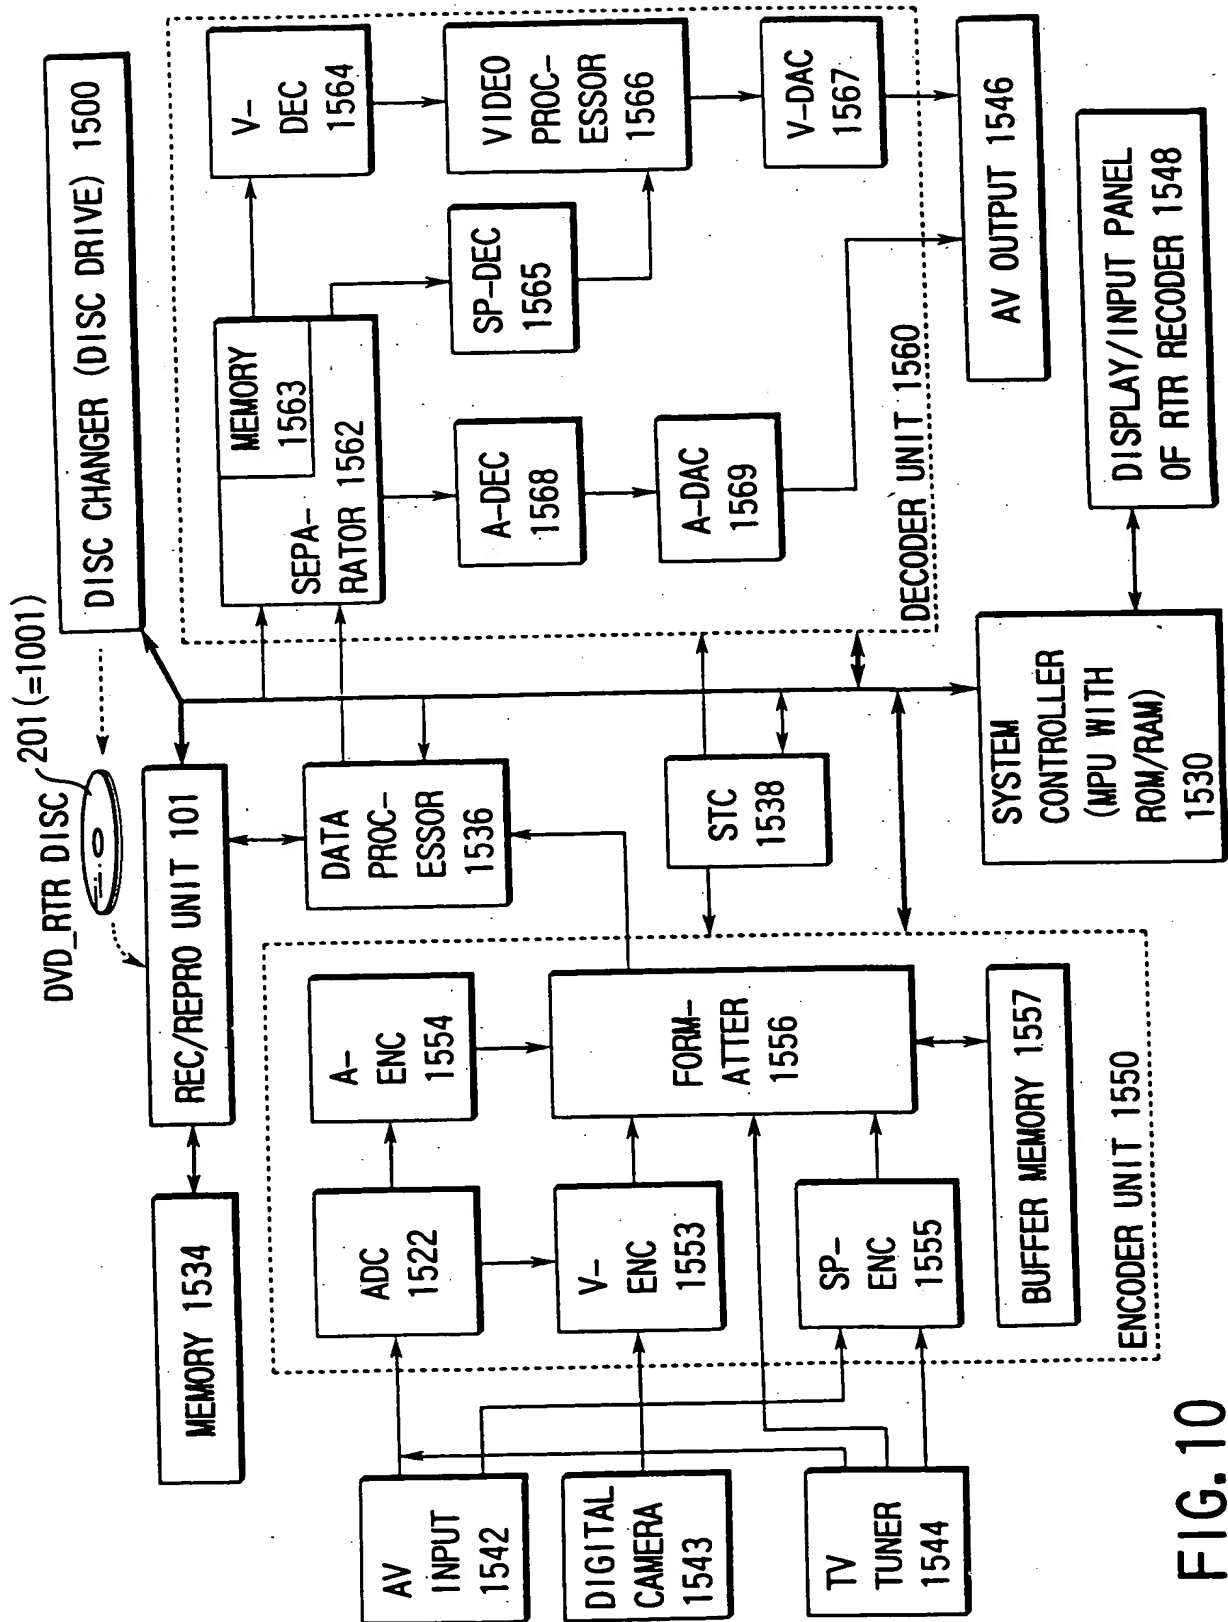 DISC CHANGER (DISC DRIVE) 1500
201(=1001)
DVD_RTR DISC
REC/REPRO UNIT 101
MEMORY 1534
AV
INPUT
1542
DIGITAL
CAMERA
1543
TV
TUNER
1544
ADC
1522
A-
ENC
1554
V-
ENC
1553
SP-
ENC
1555
FORM-
ATTER
1556
BUFFER MEMORY 1557
ENCODER UNIT 1550
DATA
PROC-
ESSOR
1536
STC
1538
SYSTEM
CONTROLLER
(MPU WITH
ROM/RAM)
1530
MEMORY
1563
SEPA-
RATOR 1562
V-
DEC
1564
SP-DEC
1565
A-DEC
1568
VIDEO
PROC-
ESSOR
1566
A-DAC
1569
V-DAC
1567
DECODER UNIT 1560
AV OUTPUT 1546
DISPLAY/INPUT PANEL
OF RTR RECODER 1548
FIG.10